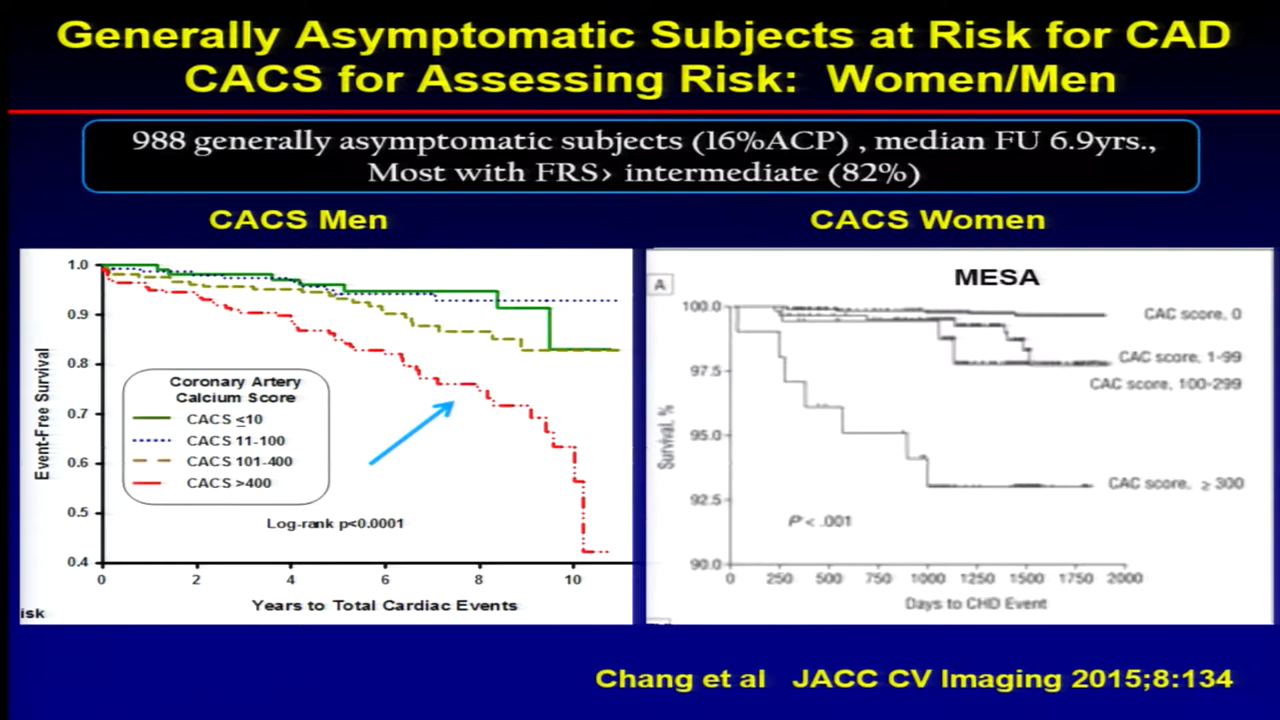 Generally Asymptomatic Subjects at Risk for CAD
CACS for Assessing Risk: Women/Men
988 generally asymptomatic subjects (16%ACP) , median FU 6.9yrs.,
Most with FRS> intermediate (82%)
CACS Men
CACS Women
1.0
0.9
0.8
0.7
0.6
0.5
0.4
Event-Free Survival
Coronary Artery
Calcium Score
CACS ≤10
CACS 11-100
CACS 101-400
CACS >400
Log-rank p<0.0001
0 2 4 6 8 10
Years to Total Cardiac Events
isk
A
MESA
100.0
97.5
95.0
92.5
90.0
Survival, %
CAC score, 0
CAC score, 1-99
CAC score, 100-299
CAC score, ≥ 300
P < .001
0 250 500 750 1000 1250 1500 1750 2000
Days to CHD Event
Chang et al JACC CV Imaging 2015;8:134